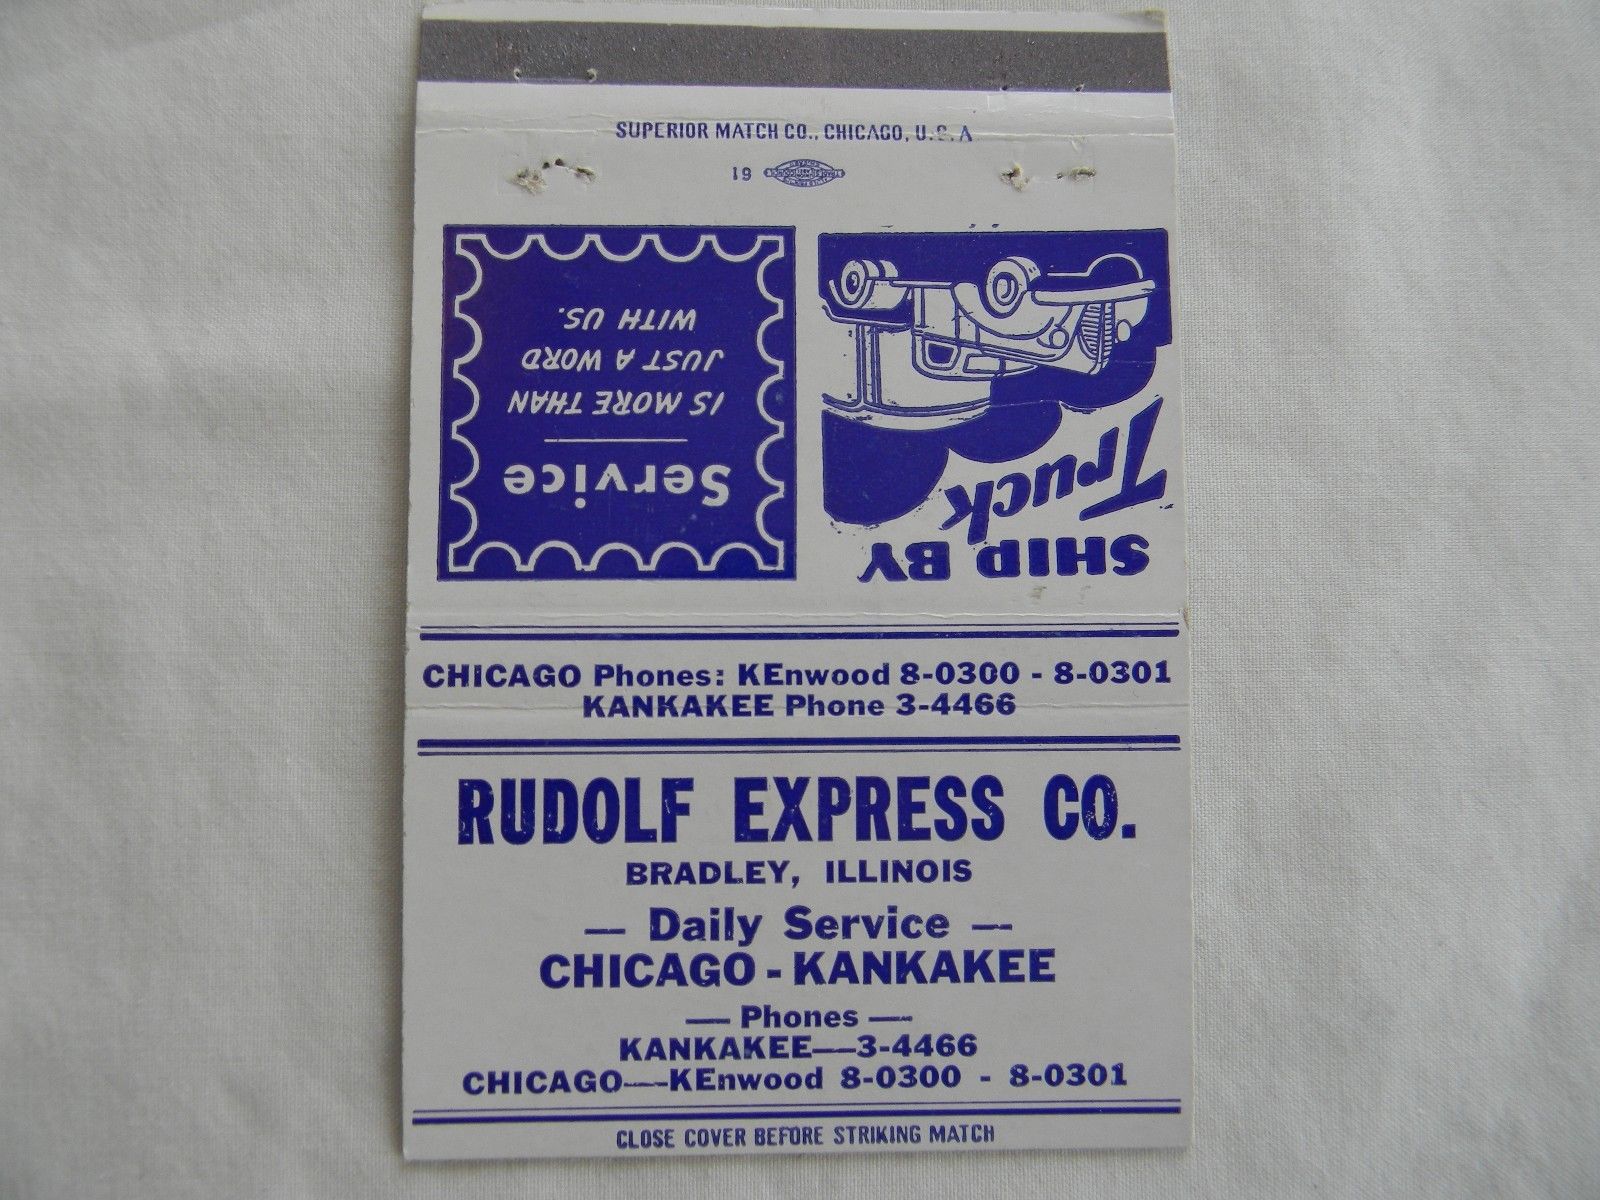 SUPERIOR MATCH CO., CHICAGO, U.S.A
19
Service
IS MORE THAN
JUST A WORD
WITH US.
SHIP BY
Truck
CHICAGO Phones: KEnwood 8-0300 - 8-0301
KANKAKEE Phone 3-4466
RUDOLF EXPRESS CO.
BRADLEY, ILLINOIS
— Daily Service —
CHICAGO - KANKAKEE
— Phones —
KANKAKEE—3-4466
CHICAGO—KEnwood 8-0300 - 8-0301
CLOSE COVER BEFORE STRIKING MATCH